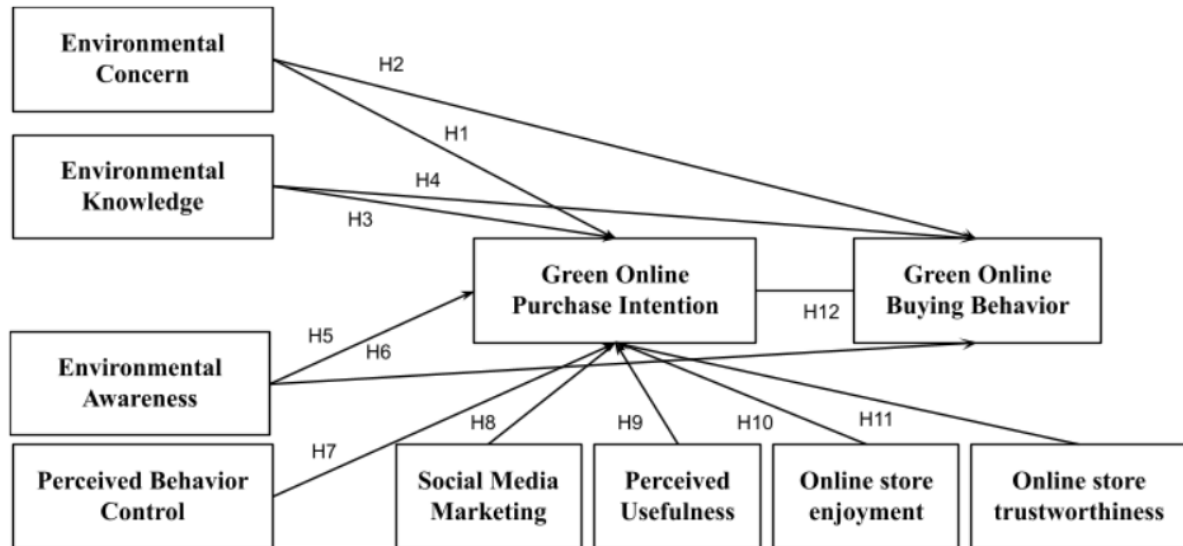 Environmental
Concern
H2
H1
Environmental
Knowledge
H4
H3
Green Online
Purchase Intention
Green Online
Buying Behavior
H12
H5
H6
Environmental
Awareness
H7
H8
H9
H10
H11
Perceived Behavior
Control
Social Media
Marketing
Perceived
Usefulness
Online store
enjoyment
Online store
trustworthiness